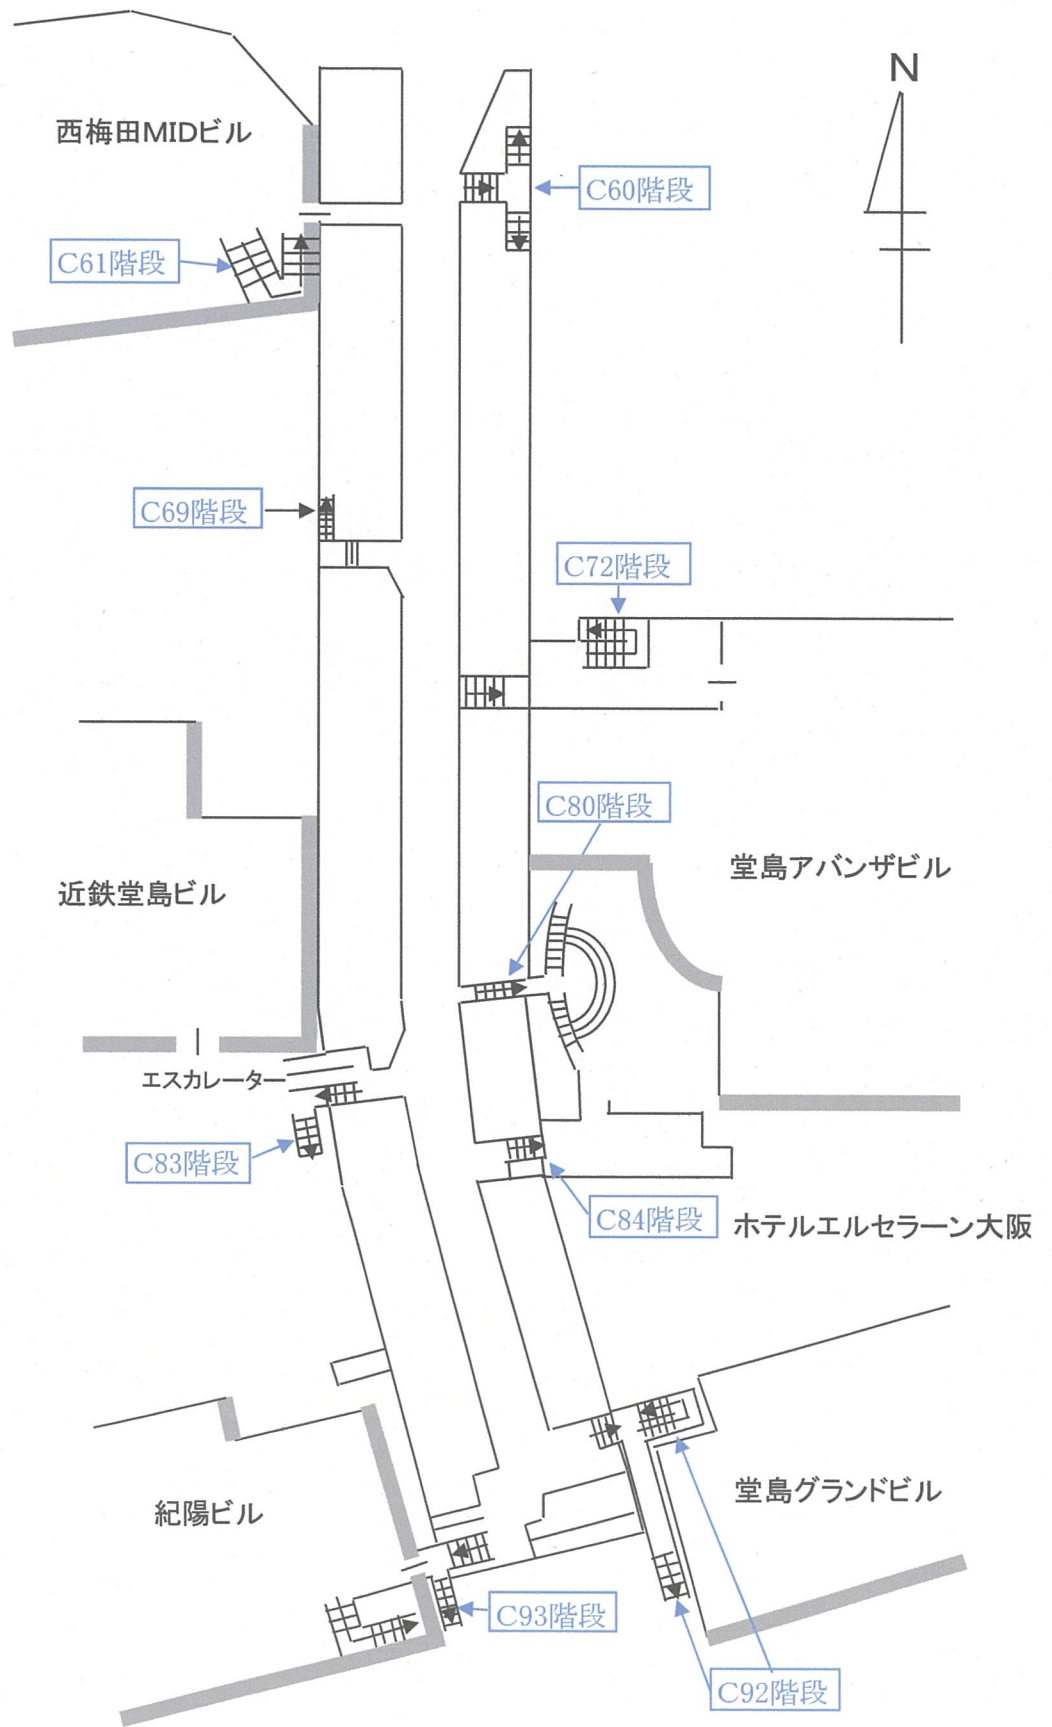 N
西梅田MIDビル
C60階段
C61階段
C69階段
C72階段
C80階段
堂島アバンザビル
近鉄堂島ビル
エスカレーター
C83階段
C84階段
ホテルエルセラーン大阪
堂島グランドビル
紀陽ビル
C93階段
C92階段